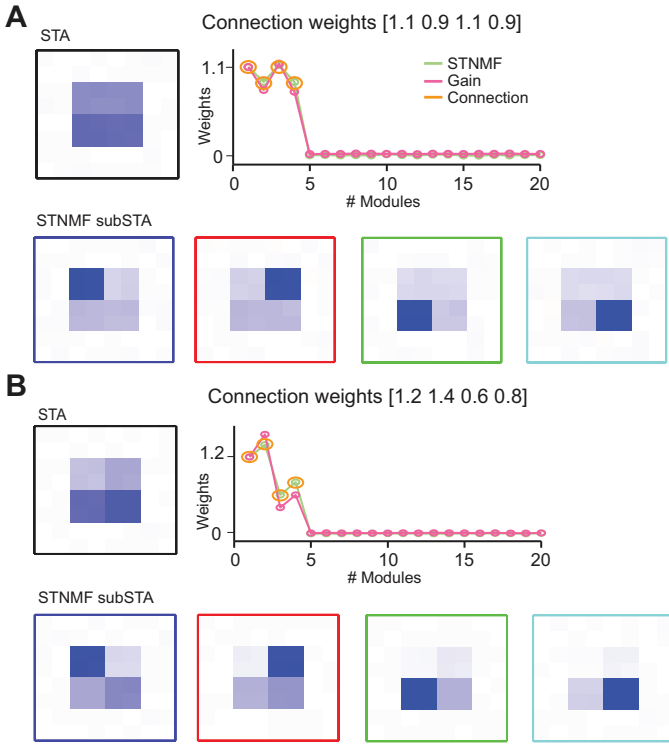 A
Connection weights [1.1 0.9 1.1 0.9]
STA
1.1
0
Weights
STNMF
Gain
Connection
0 5 10 15 20
# Modules
STNMF subSTA
B
Connection weights [1.2 1.4 0.6 0.8]
STA
1.2
0
Weights
0 5 10 15 20
# Modules
STNMF subSTA